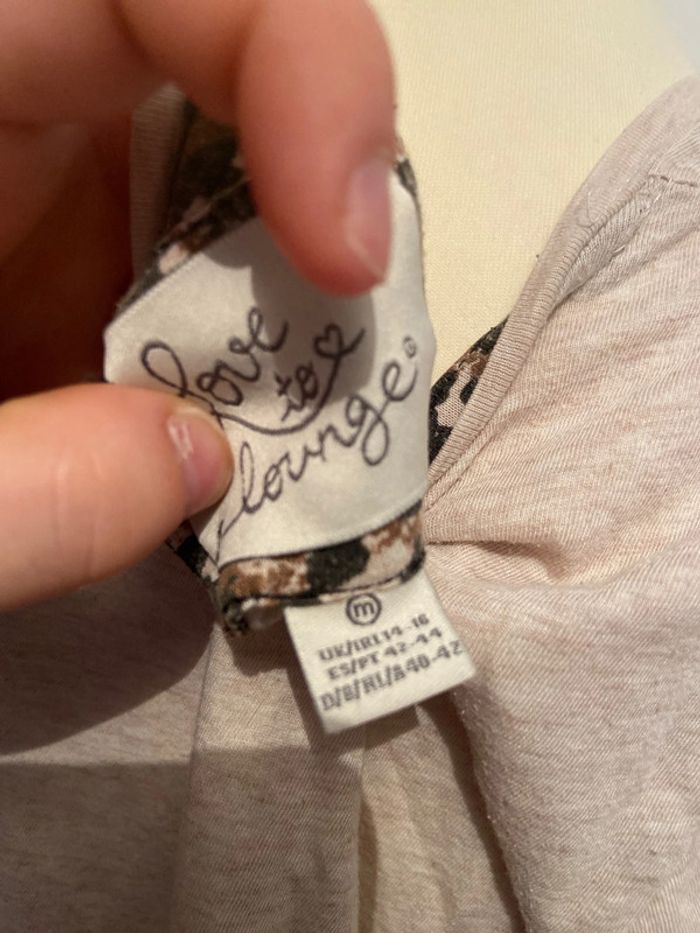 love
to
lounge®
m
UK/IRL 14-16
ES/PT 42-44
D/B/NL/A 40-42